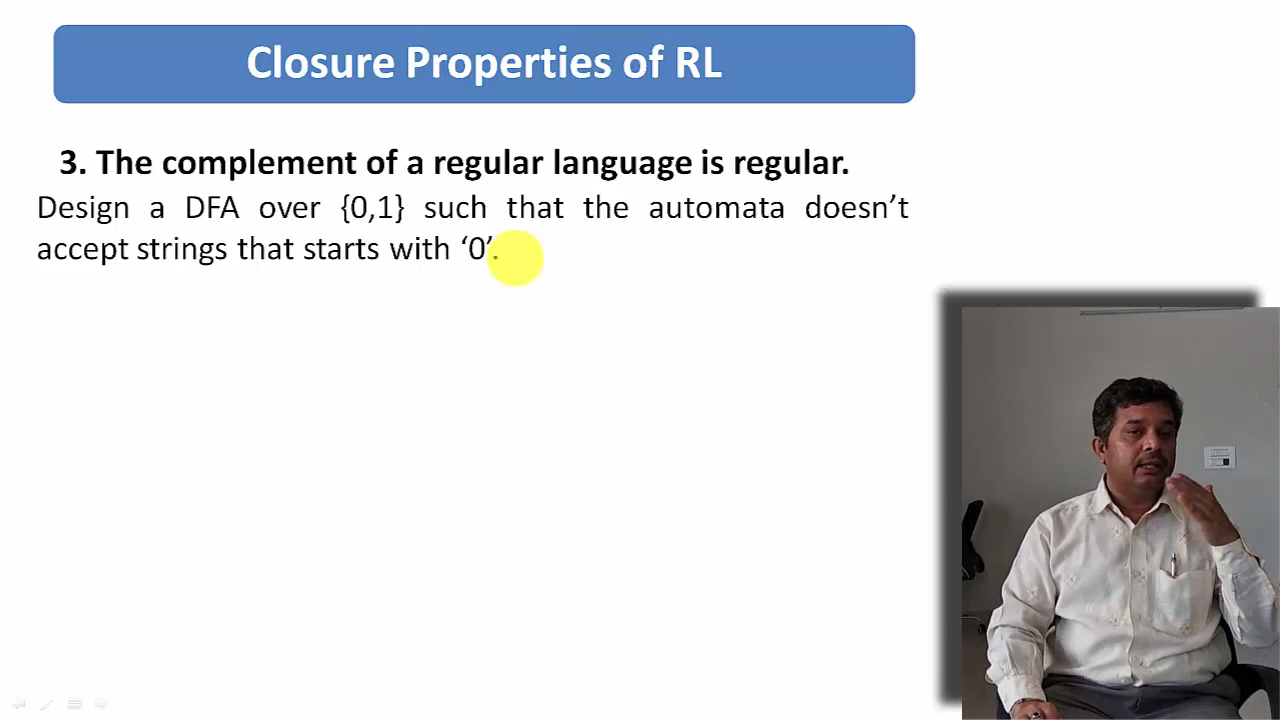 Closure Properties of RL
3. The complement of a regular language is regular.
Design a DFA over {0,1} such that the automata doesn’t
accept strings that starts with ‘0’.